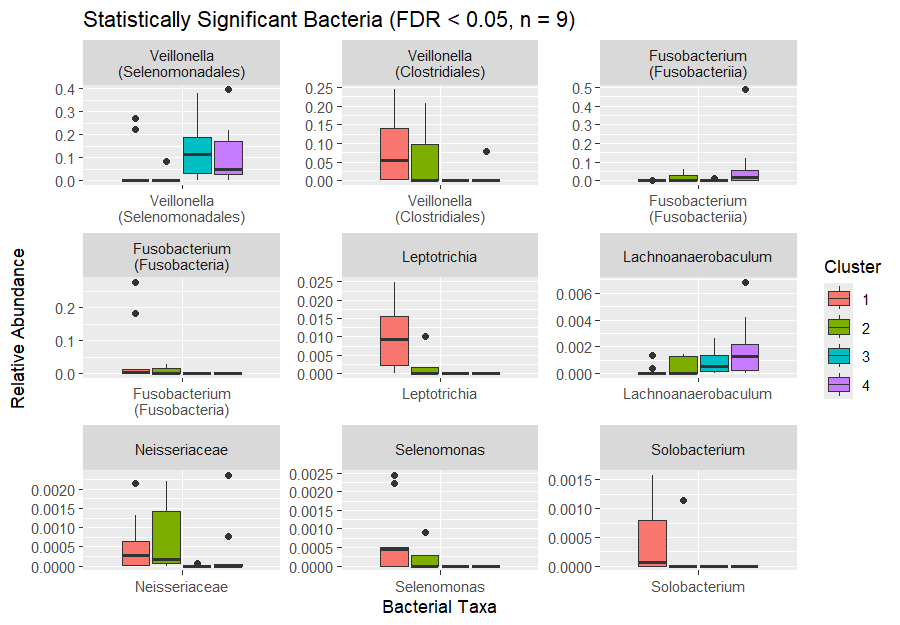 Statistically Significant Bacteria (FDR < 0.05, n = 9)
Veillonella
(Selenomonadales)
Veillonella
(Clostridiales)
Fusobacterium
(Fusobacteriia)
0.4
0.3
0.2
0.1
0.0
0.25
0.20
0.15
0.10
0.05
0.00
0.5
0.4
0.3
0.2
0.1
0.0
Veillonella
(Selenomonadales)
Veillonella
(Clostridiales)
Fusobacterium
(Fusobacteriia)
Fusobacterium
(Fusobacteria)
Leptotrichia
Lachnoanaerobaculum
0.2
0.1
0.0
0.025
0.020
0.015
0.010
0.005
0.000
0.006
0.004
0.002
0.000
Fusobacterium
(Fusobacteria)
Leptotrichia
Lachnoanaerobaculum
Neisseriaceae
Selenomonas
Solobacterium
0.0020
0.0015
0.0010
0.0005
0.0000
0.0025
0.0020
0.0015
0.0010
0.0005
0.0000
0.0015
0.0010
0.0005
0.0000
Neisseriaceae
Selenomonas
Solobacterium
Relative Abundance
Bacterial Taxa
Cluster
1
2
3
4